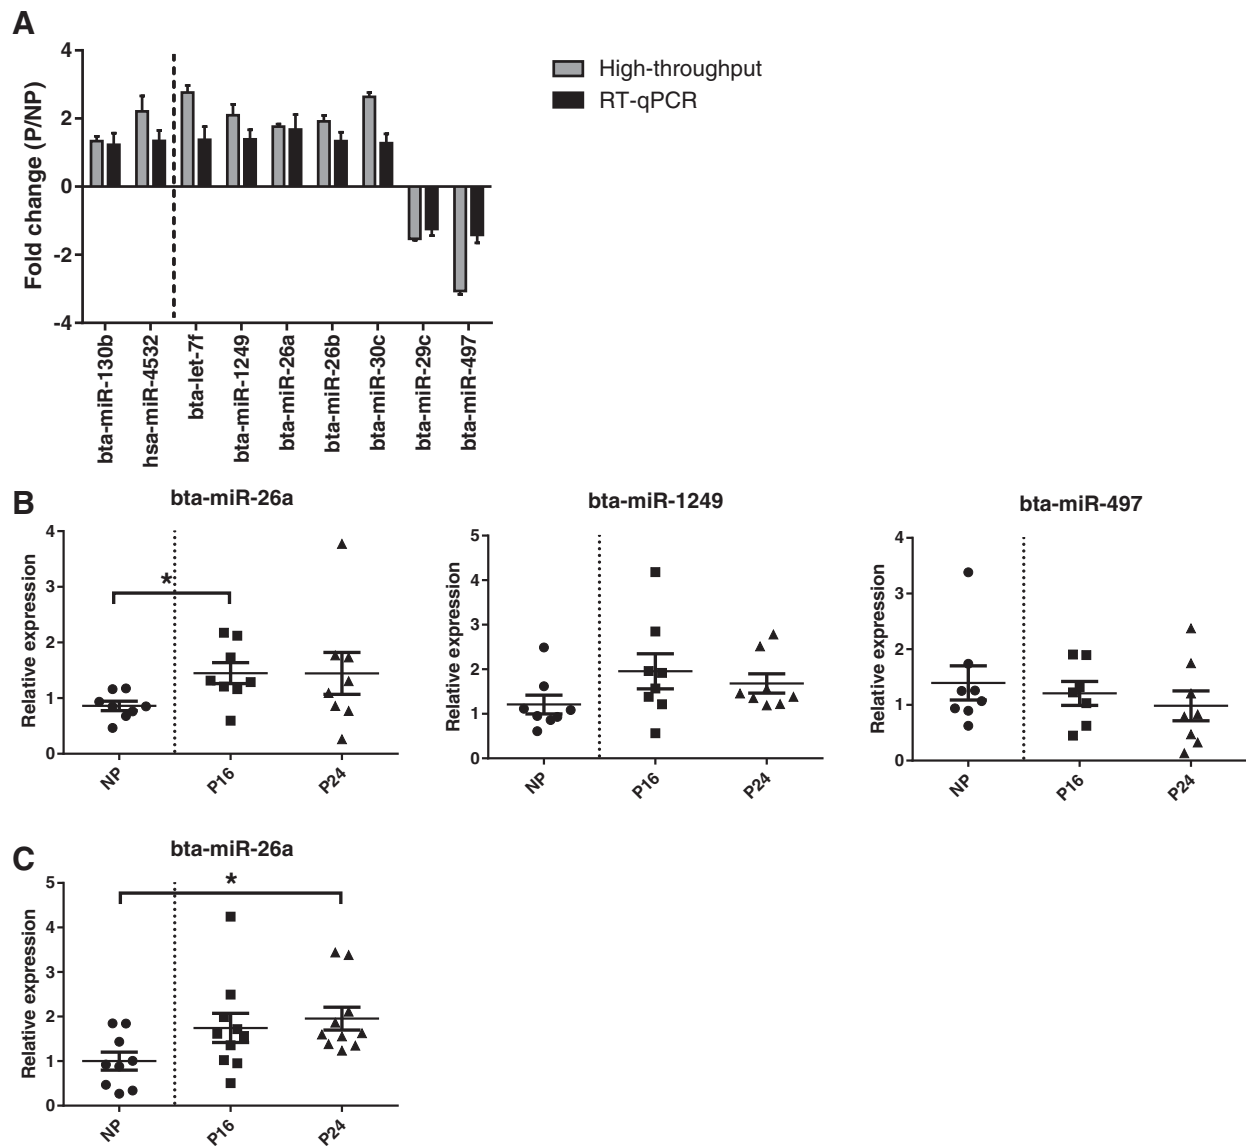 A
4
2
0
-2
-4
Fold change (P/NP)
High-throughput
RT-qPCR
bta-miR-130b
hsa-miR-4532
bta-let-7f
bta-miR-1249
bta-miR-26a
bta-miR-26b
bta-miR-30c
bta-miR-29c
bta-miR-497
B
bta-miR-26a
4
3
2
1
0
Relative expression
*
NP
P16
P24
bta-miR-1249
5
4
3
2
1
0
Relative expression
NP
P16
P24
bta-miR-497
4
3
2
1
0
Relative expression
NP
P16
P24
C
bta-miR-26a
5
4
3
2
1
0
Relative expression
*
NP
P16
P24